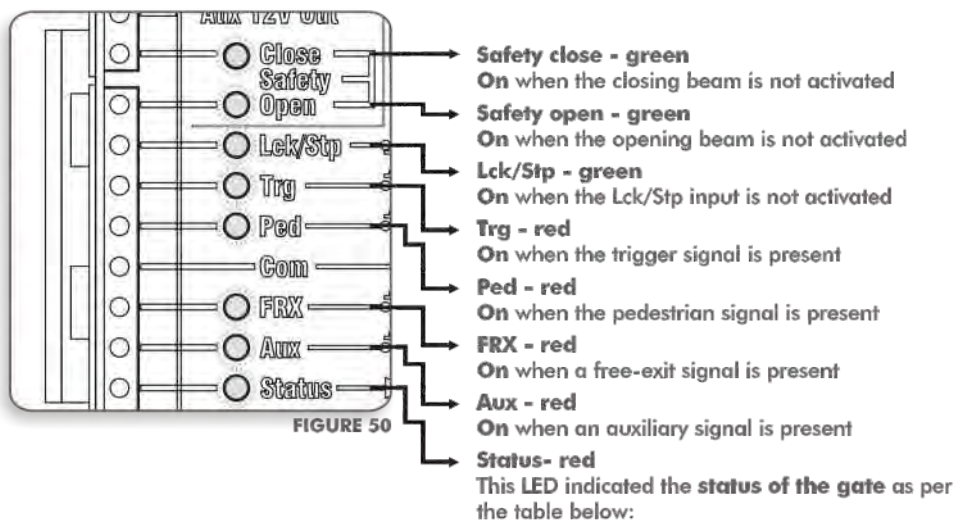 Aux 12V Out
Close
Safety
Open
Lck/Stp
Trg
Ped
Com
FRX
Aux
Status
FIGURE 50
Safety close - green
On when the closing beam is not activated
Safety open - green
On when the opening beam is not activated
Lck/Stp - green
On when the Lck/Stp input is not activated
Trg - red
On when the trigger signal is present
Ped - red
On when the pedestrian signal is present
FRX - red
On when a free-exit signal is present
Aux - red
On when an auxiliary signal is present
Status- red
This LED indicated the status of the gate as per
the table below: